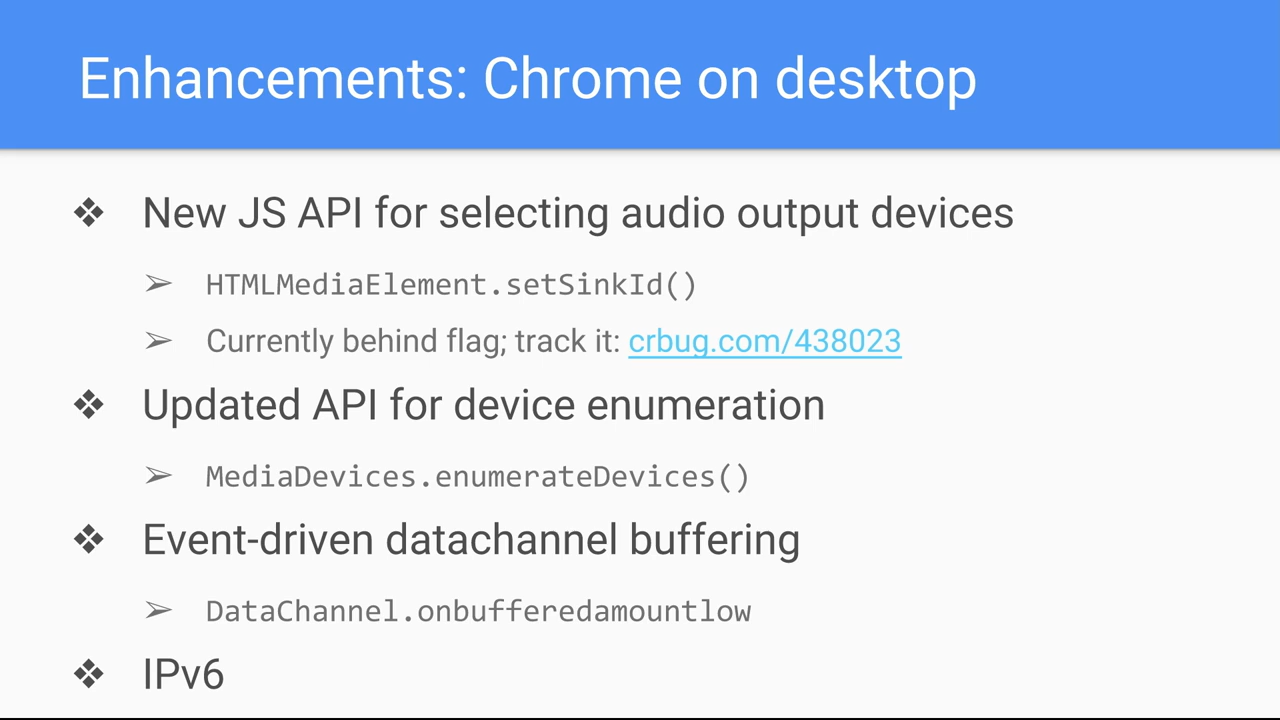 Enhancements: Chrome on desktop
❖ New JS API for selecting audio output devices
➢ HTMLMediaElement.setSinkId()
➢ Currently behind flag; track it: crbug.com/438023
❖ Updated API for device enumeration
➢ MediaDevices.enumerateDevices()
❖ Event-driven datachannel buffering
➢ DataChannel.onbufferedamountlow
❖ IPv6